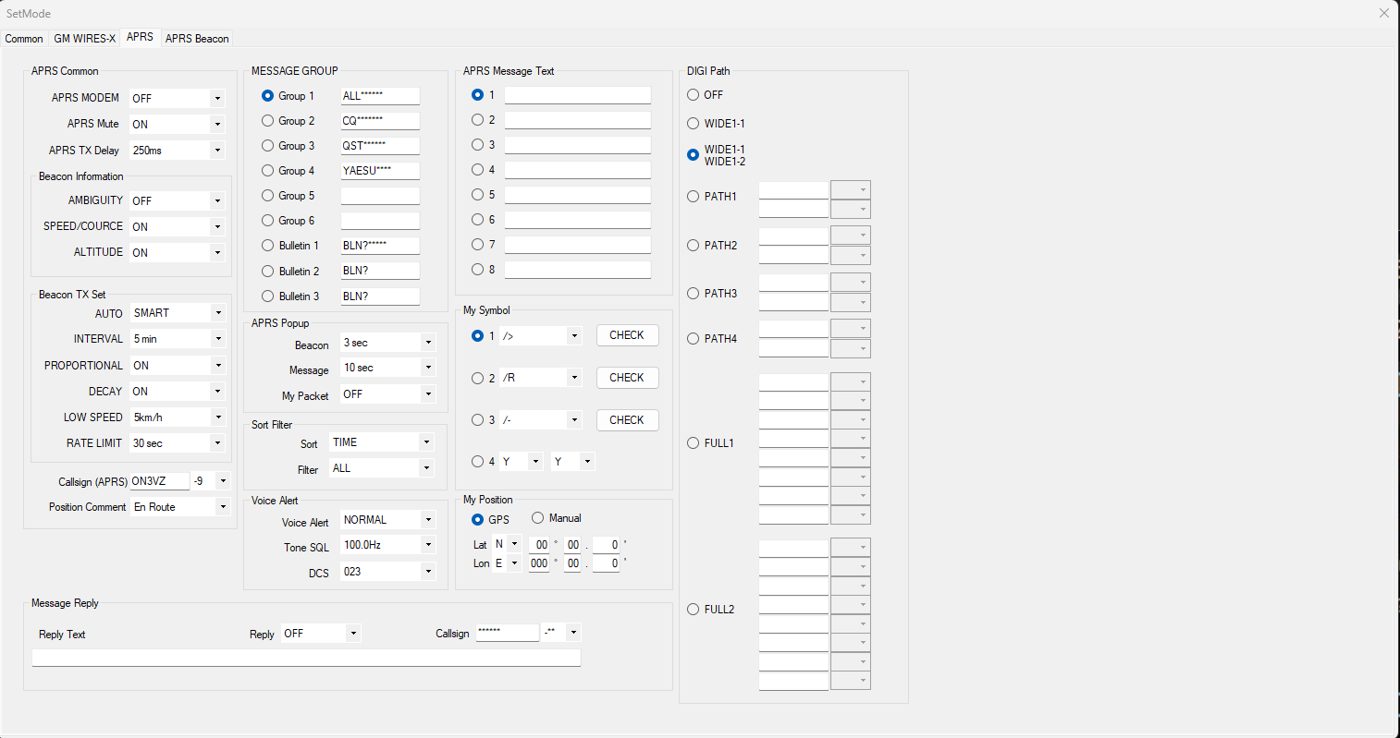 SetMode
Common GM WIRES-X APRS APRS Beacon
APRS Common
APRS MODEM OFF
APRS Mute ON
APRS TX Delay 250ms
Beacon Information
AMBIGUITY OFF
SPEED/COURCE ON
ALTITUDE ON
Beacon TX Set
AUTO SMART
INTERVAL 5 min
PROPORTIONAL ON
DECAY ON
LOW SPEED 5km/h
RATE LIMIT 30 sec
Callsign (APRS) ON3VZ -9
Position Comment En Route
MESSAGE GROUP
Group 1 ALL******
Group 2 CQ*******
Group 3 QST******
Group 4 YAESU****
Group 5
Group 6
Bulletin 1 BLN?*****
Bulletin 2 BLN?
Bulletin 3 BLN?
APRS Popup
Beacon 3 sec
Message 10 sec
My Packet OFF
Sort Filter
Sort TIME
Filter ALL
Voice Alert
Voice Alert NORMAL
Tone SQL 100.0Hz
DCS 023
APRS Message Text
1
2
3
4
5
6
7
8
My Symbol
1 /> CHECK
2 /R CHECK
3 /- CHECK
4 Y Y
My Position
GPS Manual
Lat N 00 ° 00 . 0 '
Lon E 000 ° 00 . 0 '
Message Reply
Reply Text Reply OFF Callsign ****** -**
DIGI Path
OFF
WIDE1-1
WIDE1-1
WIDE1-2
PATH1
PATH2
PATH3
PATH4
FULL1
FULL2